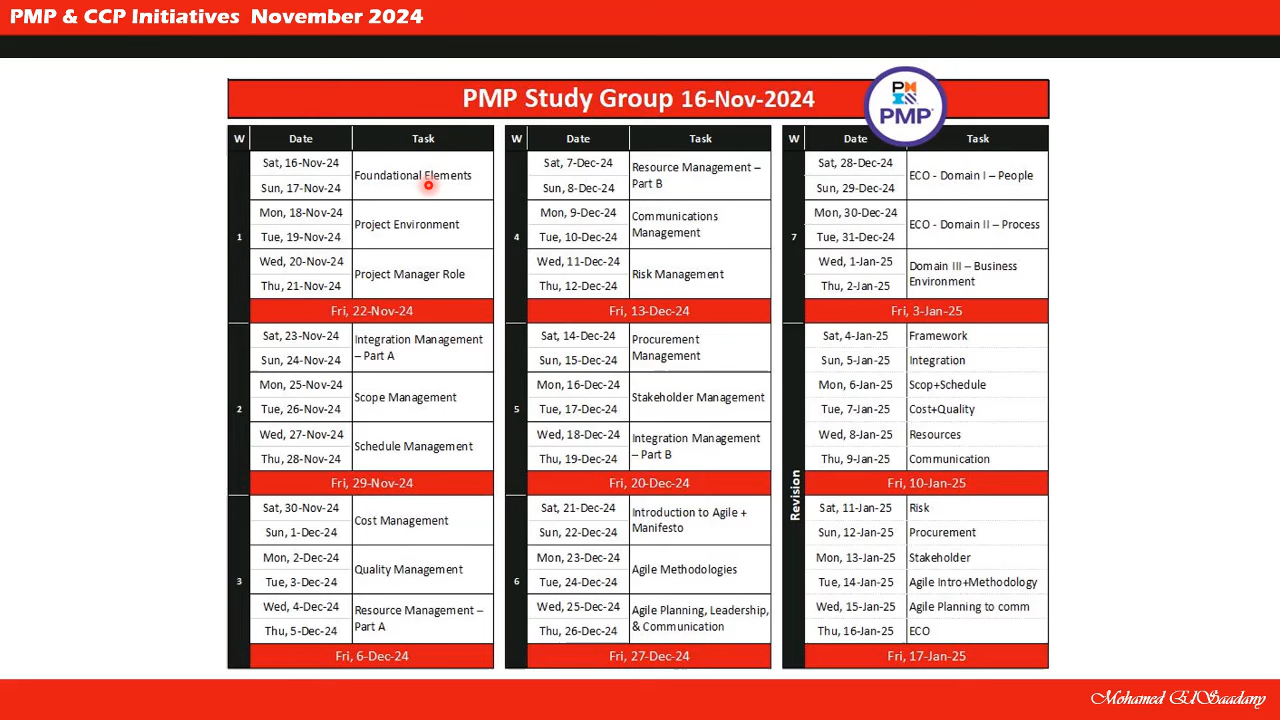 PMP & CCP Initiatives November 2024
PMP Study Group 16-Nov-2024
PMI
PMP
W Date Task
1
Sat, 16-Nov-24
Sun, 17-Nov-24
Foundational Elements
Mon, 18-Nov-24
Tue, 19-Nov-24
Project Environment
Wed, 20-Nov-24
Thu, 21-Nov-24
Project Manager Role
Fri, 22-Nov-24
2
Sat, 23-Nov-24
Sun, 24-Nov-24
Integration Management
– Part A
Mon, 25-Nov-24
Tue, 26-Nov-24
Scope Management
Wed, 27-Nov-24
Thu, 28-Nov-24
Schedule Management
Fri, 29-Nov-24
3
Sat, 30-Nov-24
Sun, 1-Dec-24
Cost Management
Mon, 2-Dec-24
Tue, 3-Dec-24
Quality Management
Wed, 4-Dec-24
Thu, 5-Dec-24
Resource Management –
Part A
Fri, 6-Dec-24
W Date Task
4
Sat, 7-Dec-24
Sun, 8-Dec-24
Resource Management –
Part B
Mon, 9-Dec-24
Tue, 10-Dec-24
Communications
Management
Wed, 11-Dec-24
Thu, 12-Dec-24
Risk Management
Fri, 13-Dec-24
5
Sat, 14-Dec-24
Sun, 15-Dec-24
Procurement
Management
Mon, 16-Dec-24
Tue, 17-Dec-24
Stakeholder Management
Wed, 18-Dec-24
Thu, 19-Dec-24
Integration Management
– Part B
Fri, 20-Dec-24
6
Sat, 21-Dec-24
Sun, 22-Dec-24
Introduction to Agile +
Manifesto
Mon, 23-Dec-24
Tue, 24-Dec-24
Agile Methodologies
Wed, 25-Dec-24
Thu, 26-Dec-24
Agile Planning, Leadership,
& Communication
Fri, 27-Dec-24
W Date Task
7
Sat, 28-Dec-24
Sun, 29-Dec-24
ECO - Domain I – People
Mon, 30-Dec-24
Tue, 31-Dec-24
ECO - Domain II – Process
Wed, 1-Jan-25
Thu, 2-Jan-25
Domain III – Business
Environment
Fri, 3-Jan-25
Revision
Sat, 4-Jan-25 Framework
Sun, 5-Jan-25 Integration
Mon, 6-Jan-25 Scop+Schedule
Tue, 7-Jan-25 Cost+Quality
Wed, 8-Jan-25 Resources
Thu, 9-Jan-25 Communication
Fri, 10-Jan-25
Sat, 11-Jan-25 Risk
Sun, 12-Jan-25 Procurement
Mon, 13-Jan-25 Stakeholder
Tue, 14-Jan-25 Agile Intro+Methodology
Wed, 15-Jan-25 Agile Planning to comm
Thu, 16-Jan-25 ECO
Fri, 17-Jan-25
Mohamed ElSaadany